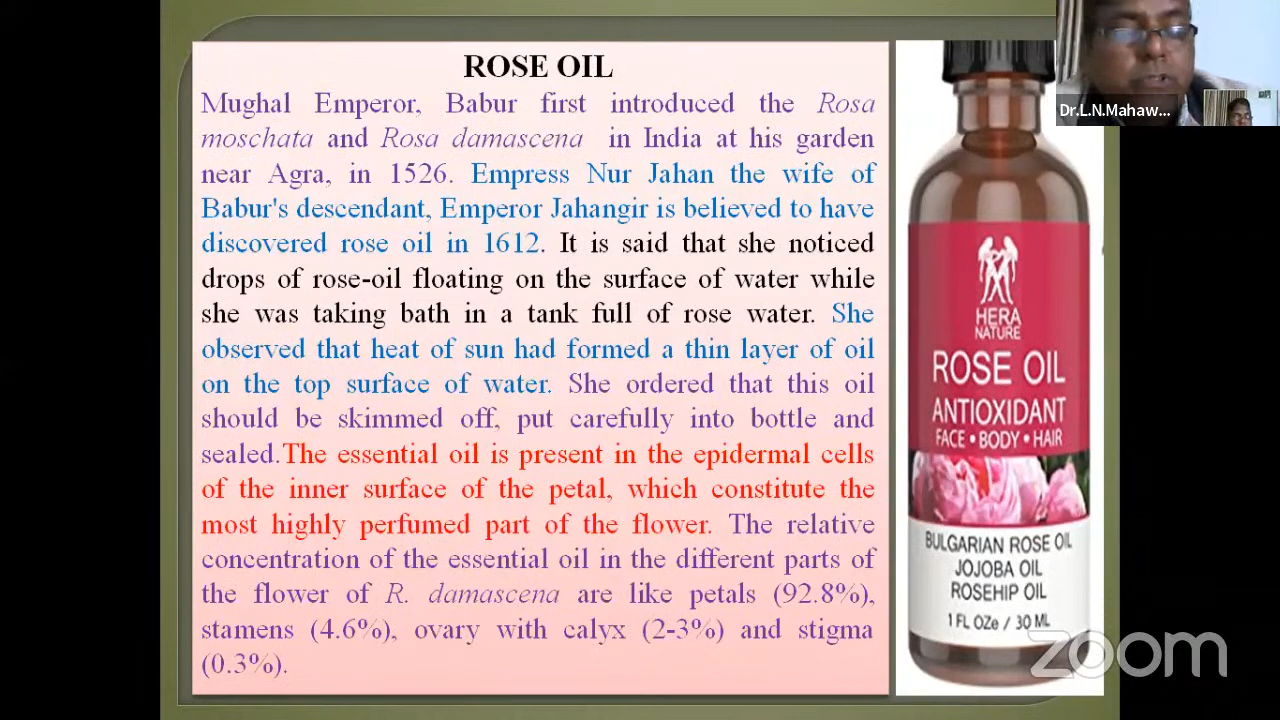 ROSE OIL
Mughal Emperor, Babur first introduced the Rosa
moschata and Rosa damascena in India at his garden
near Agra, in 1526. Empress Nur Jahan the wife of
Babur's descendant, Emperor Jahangir is believed to have
discovered rose oil in 1612. It is said that she noticed
drops of rose-oil floating on the surface of water while
she was taking bath in a tank full of rose water. She
observed that heat of sun had formed a thin layer of oil
on the top surface of water. She ordered that this oil
should be skimmed off, put carefully into bottle and
sealed.The essential oil is present in the epidermal cells
of the inner surface of the petal, which constitute the
most highly perfumed part of the flower. The relative
concentration of the essential oil in the different parts of
the flower of R. damascena are like petals (92.8%),
stamens (4.6%), ovary with calyx (2-3%) and stigma
(0.3%).
Dr.L.N.Mahaw...
HERA
NATURE
ROSE OIL
ANTIOXIDANT
FACE • BODY • HAIR
BULGARIAN ROSE OIL
JOJOBA OIL
ROSEHIP OIL
1 FL OZe / 30 ML
zoom